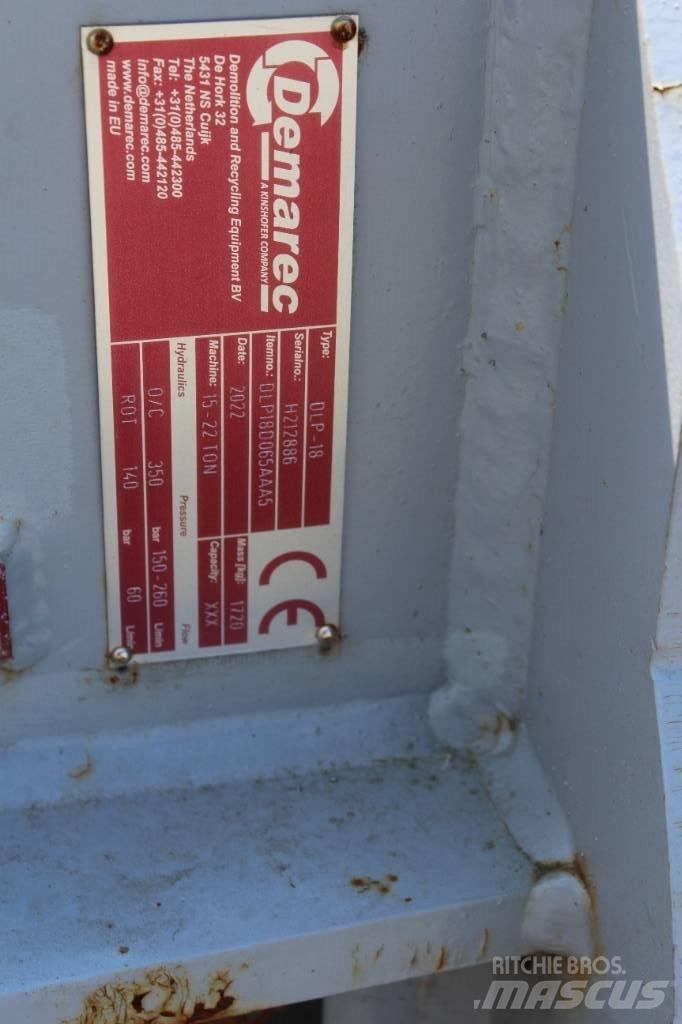 Demarec
A KINSHOFER COMPANY
Demolition and Recycling Equipment BV
De Hork 32
5431 NS Cuijk
The Netherlands
Tel: +31(0)485-442300
Fax: +31(0)485-442120
info@demarec.com
www.demarec.com
made in EU
CE
Type: DLP-18
Serialno.: H212886
Itemno.: DLP18D065AAA5
Date: 2022 Mass [kg]: 1720
Machine: 15-22 TON Capacity: XXX
Hydraulics Pressure Flow
O/C 350 bar 150-260 L/min
ROT 140 bar 60 L/min
RITCHIE BROS.
MASCUS